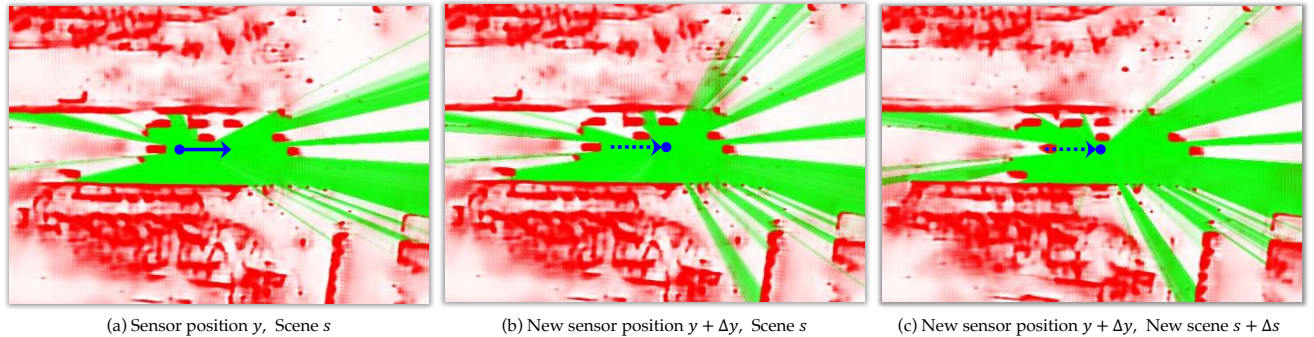 (a) Sensor position y, Scene s
(b) New sensor position y + Δy, Scene s
(c) New sensor position y + Δy, New scene s + Δs